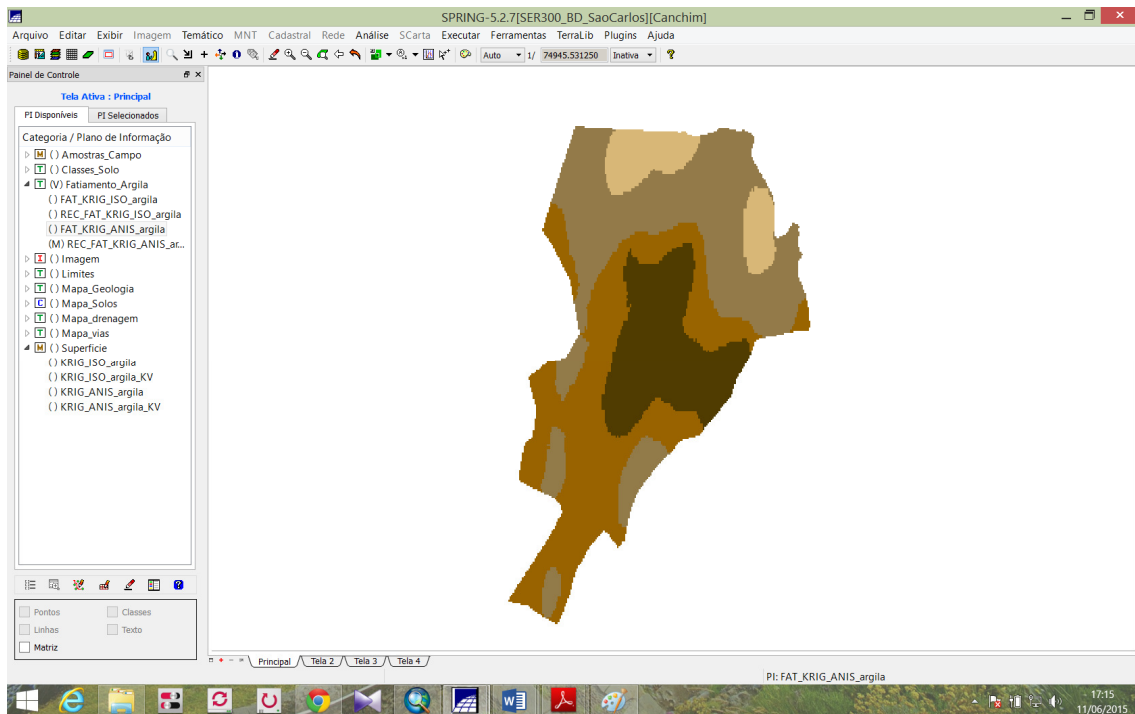 SPRING-5.2.7[SER300_BD_SaoCarlos][Canchim]
Arquivo Editar Exibir Imagem Temático MNT Cadastral Rede Análise SCarta Executar Ferramentas TerraLib Plugins Ajuda
Auto 1/ 74945.531250 Inativa
Painel de Controle
Tela Ativa : Principal
PI Disponíveis PI Selecionados
Categoria / Plano de Informação
M () Amostras_Campo
T () Classes_Solo
T (V) Fatiamento_Argila
() FAT_KRIG_ISO_argila
() REC_FAT_KRIG_ISO_argila
() FAT_KRIG_ANIS_argila
(M) REC_FAT_KRIG_ANIS_ar...
I () Imagem
T () Limites
T () Mapa_Geologia
C () Mapa_Solos
T () Mapa_drenagem
T () Mapa_vias
M () Superficie
() KRIG_ISO_argila
() KRIG_ISO_argila_KV
() KRIG_ANIS_argila
() KRIG_ANIS_argila_KV
Pontos Classes
Linhas Texto
Matriz
Principal Tela 2 Tela 3 Tela 4
PI: FAT_KRIG_ANIS_argila
17:15
11/06/2015